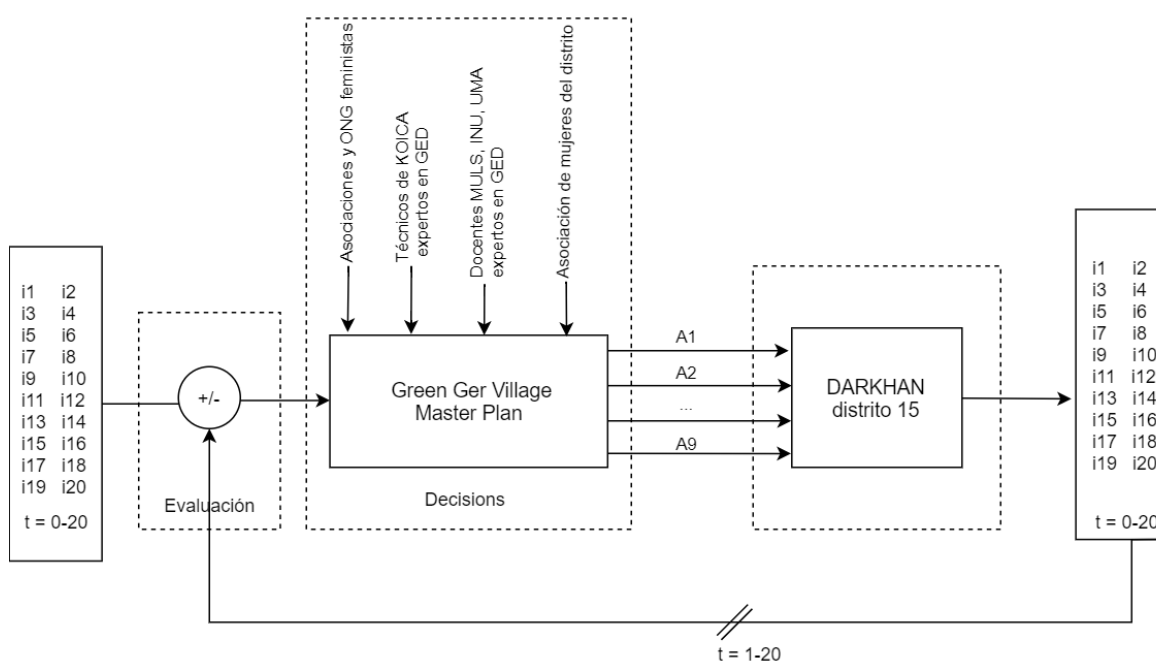 Asociaciones y ONG feministas
Técnicos de KOICA
expertos en GED
Docentes MULS, INU, UMA
expertos en GED
Asociación de mujeres del distrito
i1 i2
i3 i4
i5 i6
i7 i8
i9 i10
i11 i12
i13 i14
i15 i16
i17 i18
i19 i20
t = 0-20
+/-
Evaluación
Green Ger Village
Master Plan
Decisions
A1
A2
...
A9
DARKHAN
distrito 15
i1 i2
i3 i4
i5 i6
i7 i8
i9 i10
i11 i12
i13 i14
i15 i16
i17 i18
i19 i20
t = 0-20
t = 1-20